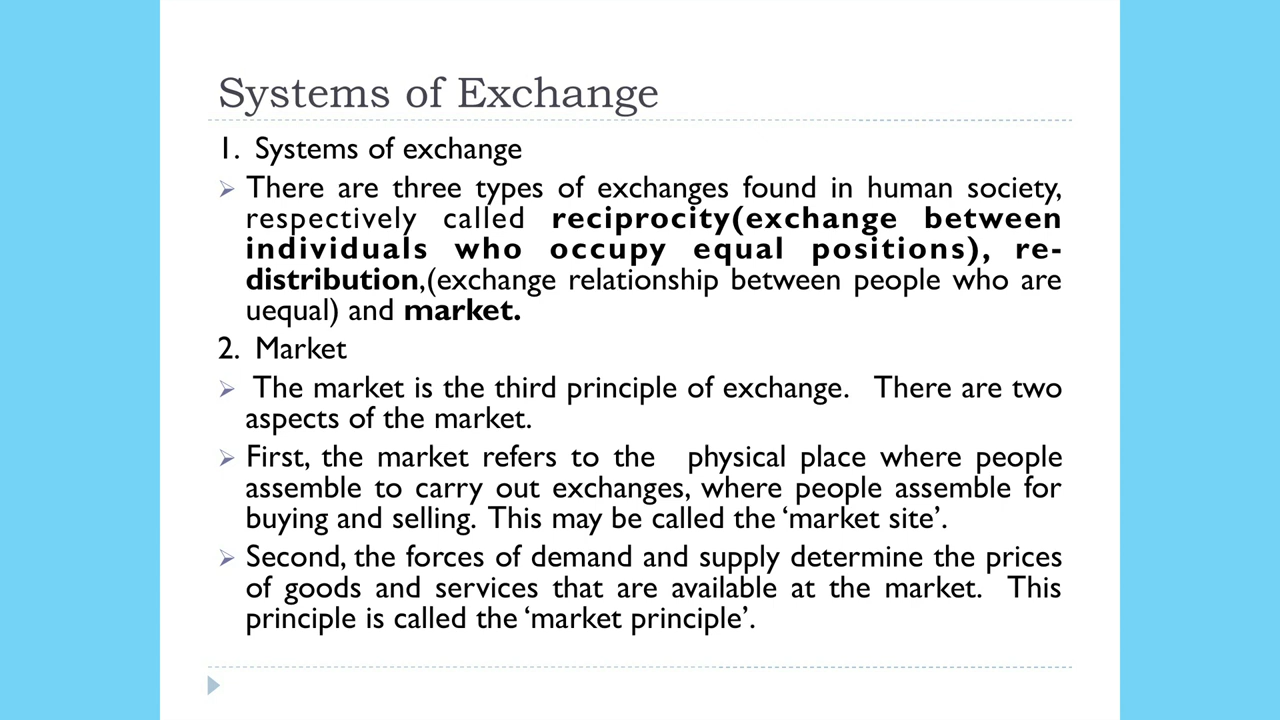 Systems of Exchange
1. Systems of exchange
There are three types of exchanges found in human society,
respectively called reciprocity(exchange between
individuals who occupy equal positions), re-
distribution,(exchange relationship between people who are
uequal) and market.
2. Market
The market is the third principle of exchange. There are two
aspects of the market.
First, the market refers to the physical place where people
assemble to carry out exchanges, where people assemble for
buying and selling. This may be called the ‘market site’.
Second, the forces of demand and supply determine the prices
of goods and services that are available at the market. This
principle is called the ‘market principle’.